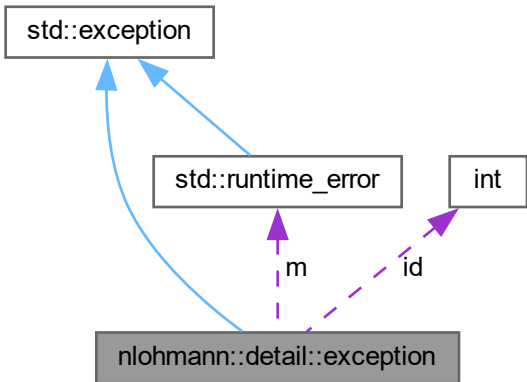 std::exception
std::runtime_error
int
m
id
nlohmann::detail::exception